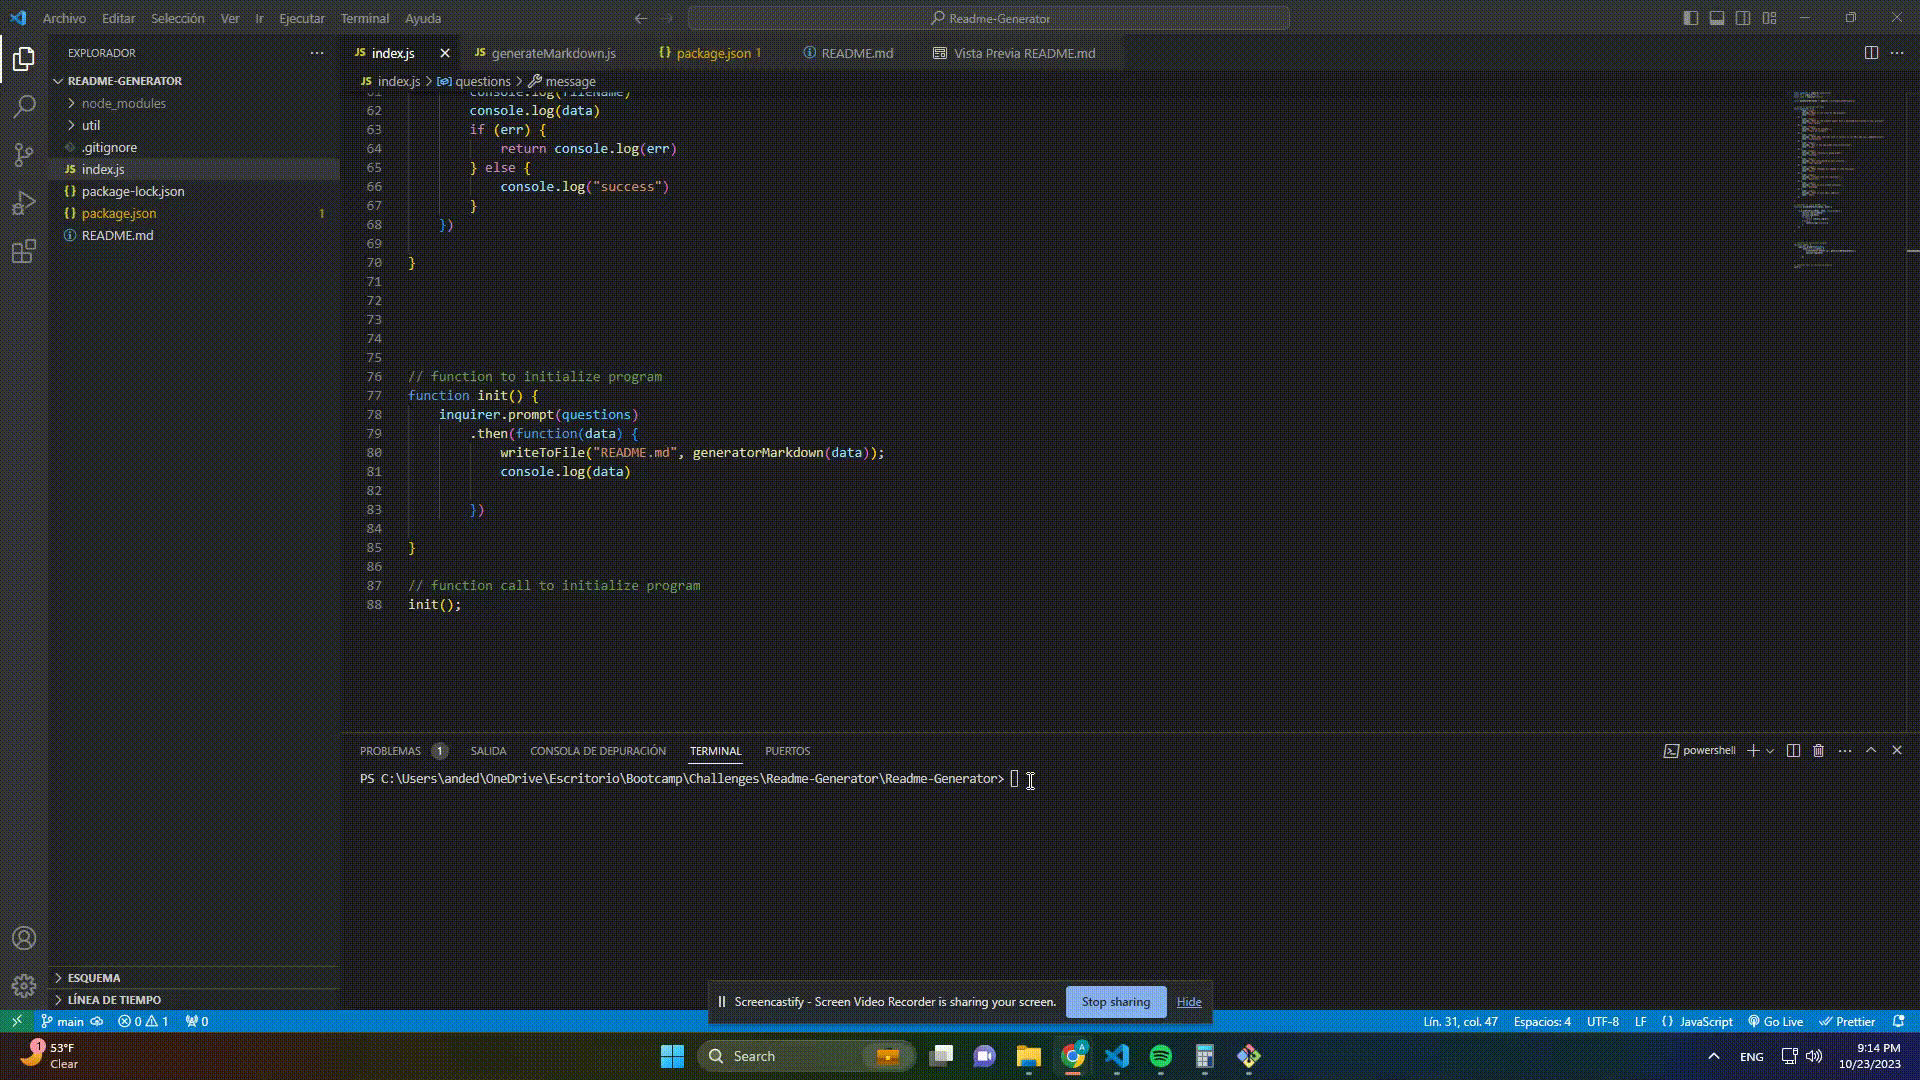 Archivo Editar Selección Ver Ir Ejecutar Terminal Ayuda
Readme-Generator
EXPLORADOR
README-GENERATOR
node_modules
util
.gitignore
JS index.js
{} package-lock.json
{} package.json 1
README.md
ESQUEMA
LÍNEA DE TIEMPO
JS index.js
JS generateMarkdown.js
{} package.json 1
README.md
Vista Previa README.md
JS index.js > questions > message
61 console.log(fileName)
62 console.log(data)
63 if (err) {
64 return console.log(err)
65 } else {
66 console.log("success")
67 }
68 })
69
70 }
71
72
73
74
75
76 // function to initialize program
77 function init() {
78 inquirer.prompt(questions)
79 .then(function(data) {
80 writeToFile("README.md", generatorMarkdown(data));
81 console.log(data)
82
83 })
84
85 }
86
87 // function call to initialize program
88 init();
PROBLEMAS 1 SALIDA CONSOLA DE DEPURACIÓN TERMINAL PUERTOS
powershell
PS C:\Users\anded\OneDrive\Escritorio\Bootcamp\Challenges\Readme-Generator\Readme-Generator>
Screencastify - Screen Video Recorder is sharing your screen. Stop sharing Hide
main 0 1 0
Lín. 31, col. 47 Espacios: 4 UTF-8 LF {} JavaScript Go Live Prettier
1
53°F
Clear
Search
A
ENG
9:14 PM
10/23/2023